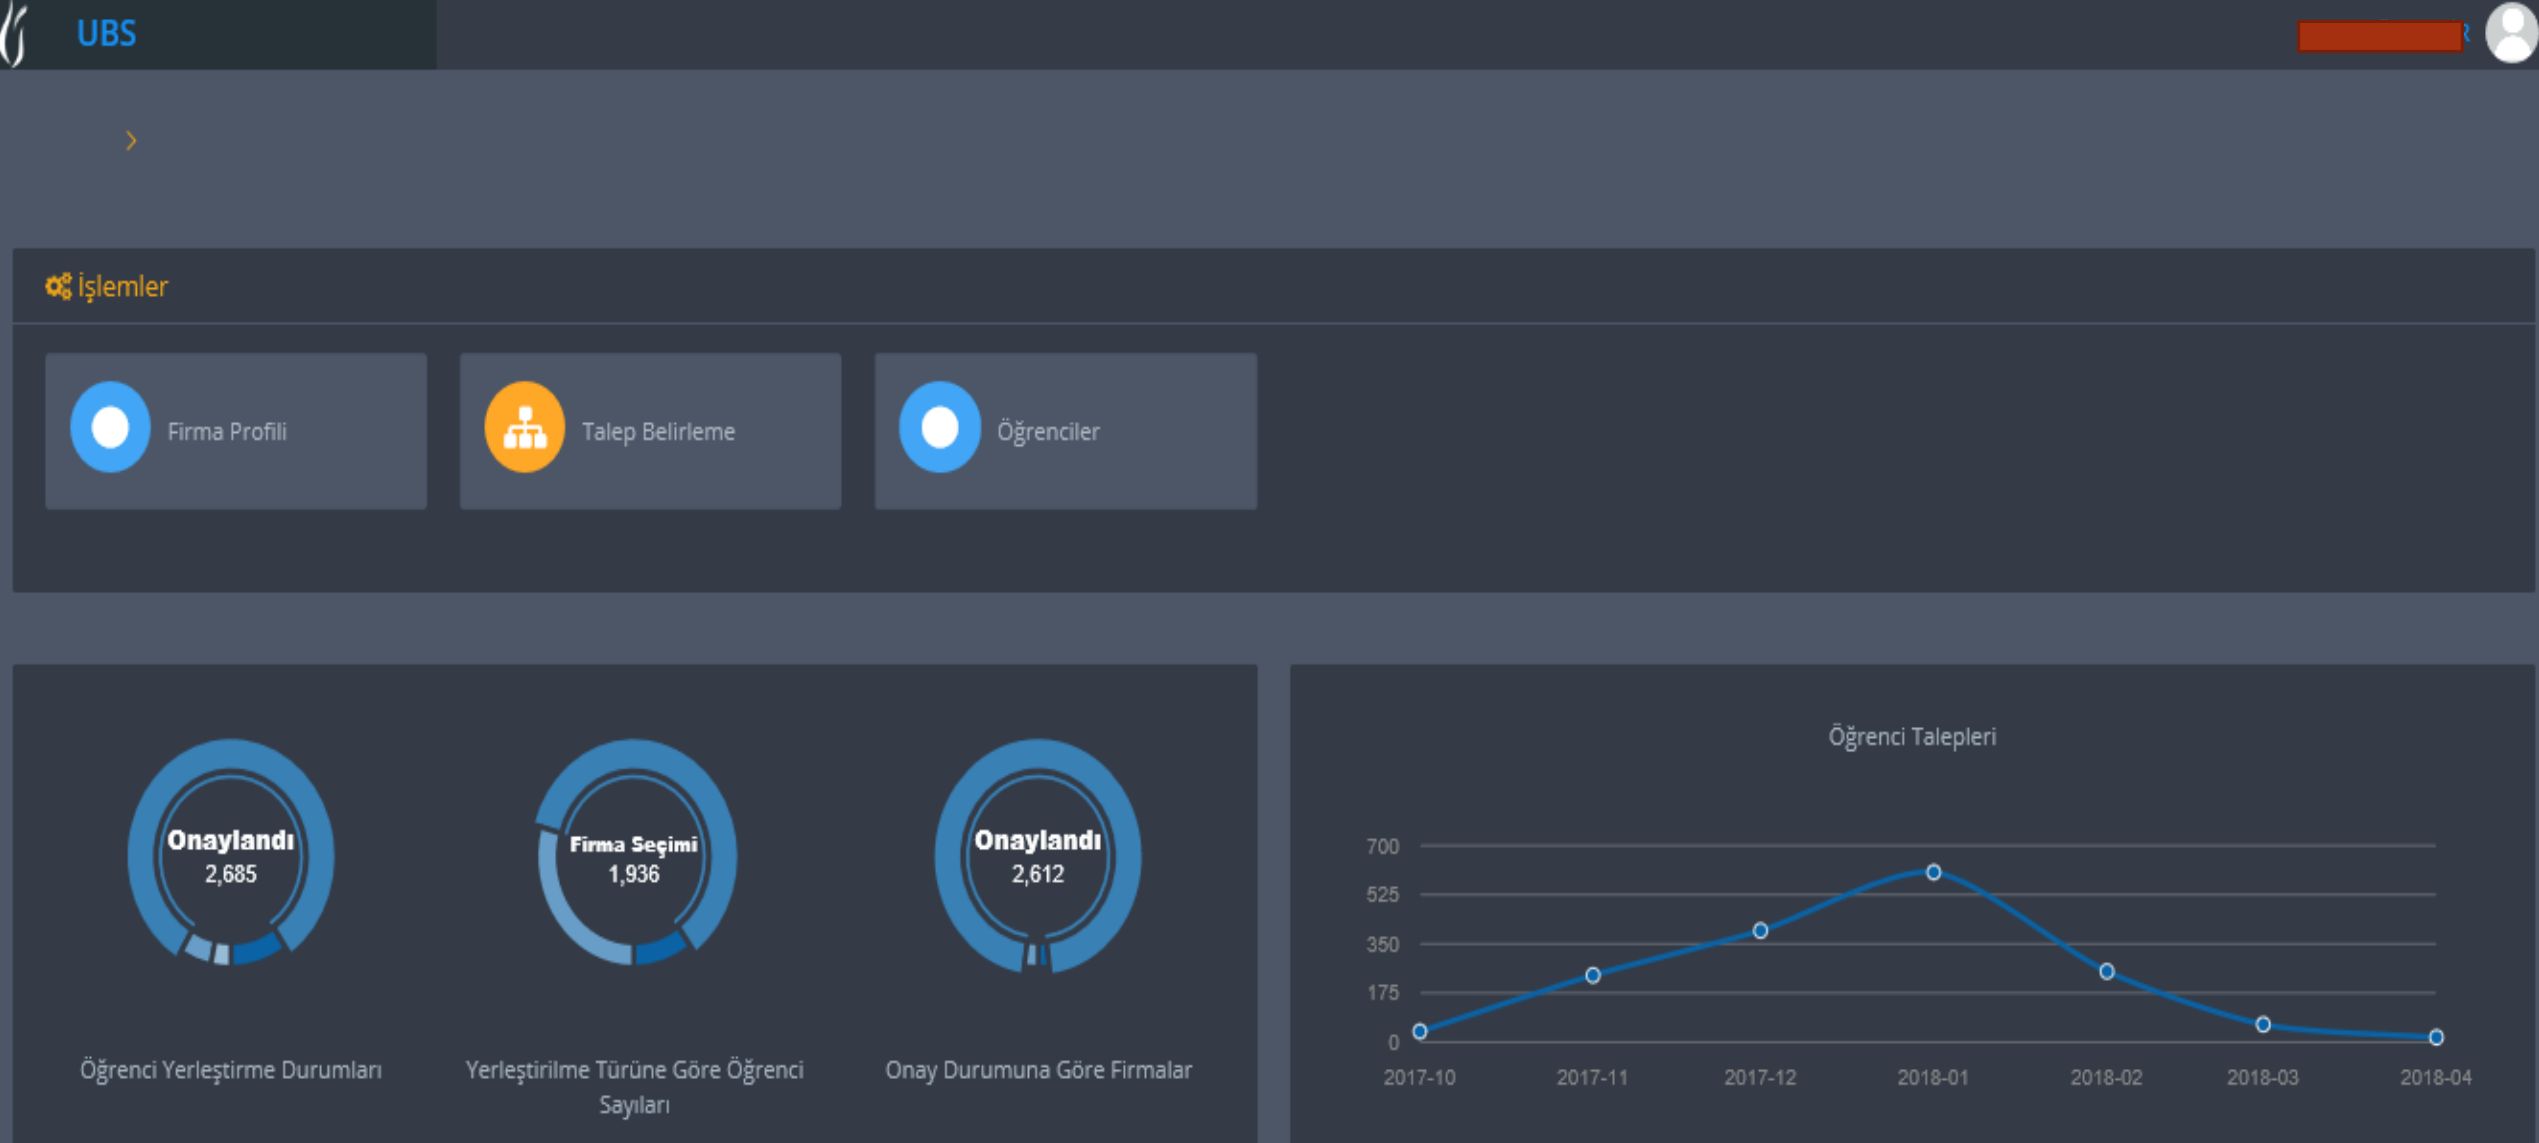 UBS
R
İşlemler
Firma Profili
Talep Belirleme
Öğrenciler
Onaylandı
2,685
Öğrenci Yerleştirme Durumları
Firma Seçimi
1,936
Yerleştirilme Türüne Göre Öğrenci
Sayıları
Onaylandı
2,612
Onay Durumuna Göre Firmalar
Öğrenci Talepleri
700
525
350
175
0
2017-10 2017-11 2017-12 2018-01 2018-02 2018-03 2018-04